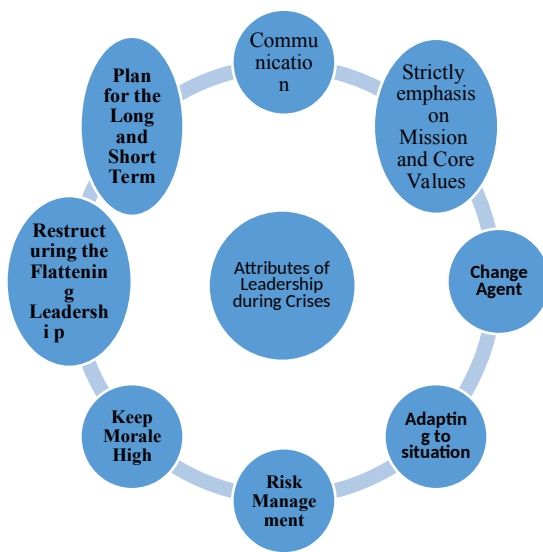 Commu
nicatio
n
Strictly
emphasis
on
Mission
and Core
Values
Change
Agent
Adaptin
g to
situation
Risk
Manage
ment
Keep
Morale
High
Restruct
uring the
Flattenin
g
Leadersh
i p
Plan
for the
Long
and
Short
Term
Attributes of
Leadership
during Crises